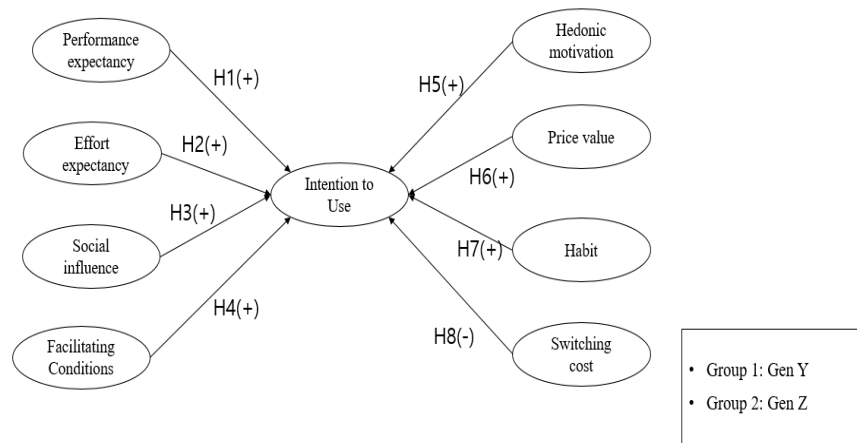 Performance
expectancy
H1(+)
Effort
expectancy
H2(+)
Social
influence
H3(+)
Facilitating
Conditions
H4(+)
Intention to
Use
Hedonic
motivation
H5(+)
Price value
H6(+)
Habit
H7(+)
Switching
cost
H8(-)
• Group 1: Gen Y
• Group 2: Gen Z